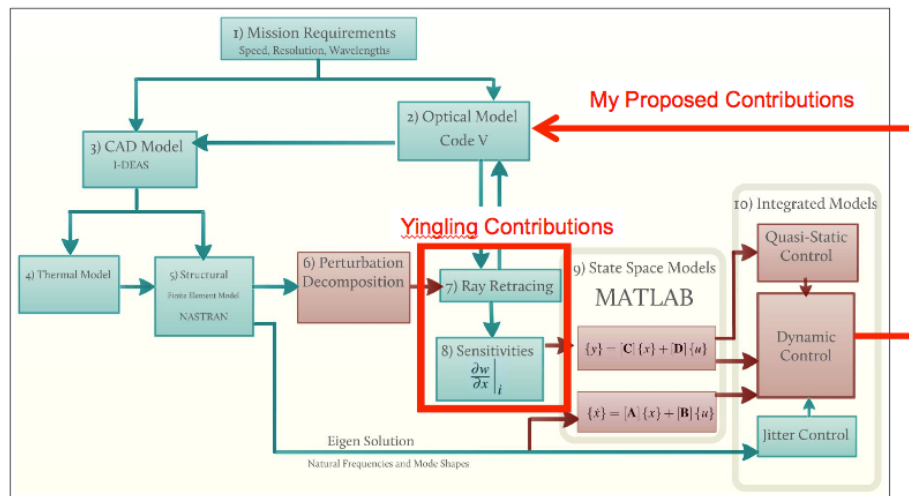 1) Mission Requirements
Speed, Resolution, Wavelengths
My Proposed Contributions
2) Optical Model
Code V
3) CAD Model
I-DEAS
10) Integrated Models
Yingling Contributions
Quasi-Static
Control
4) Thermal Model
5) Structural
Finite Element Model
NASTRAN
6) Perturbation
Decomposition
7) Ray Retracing
9) State Space Models
MATLAB
8) Sensitivities
∂w/∂x|i
{y} = [C]{x} + [D]{u}
Dynamic
Control
{ẋ} = [A]{x} + [B]{u}
Eigen Solution
Natural Frequencies and Mode Shapes
Jitter Control